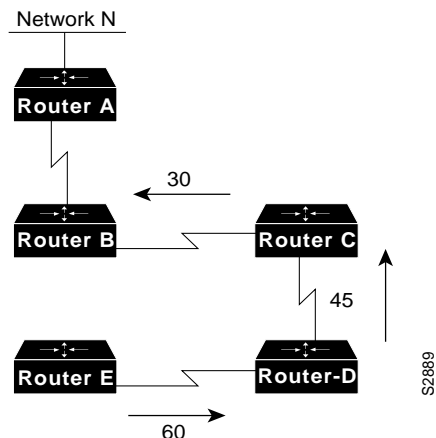 Network N
Router A
30
Router B
Router C
45
Router E
Router-D
60
S2889